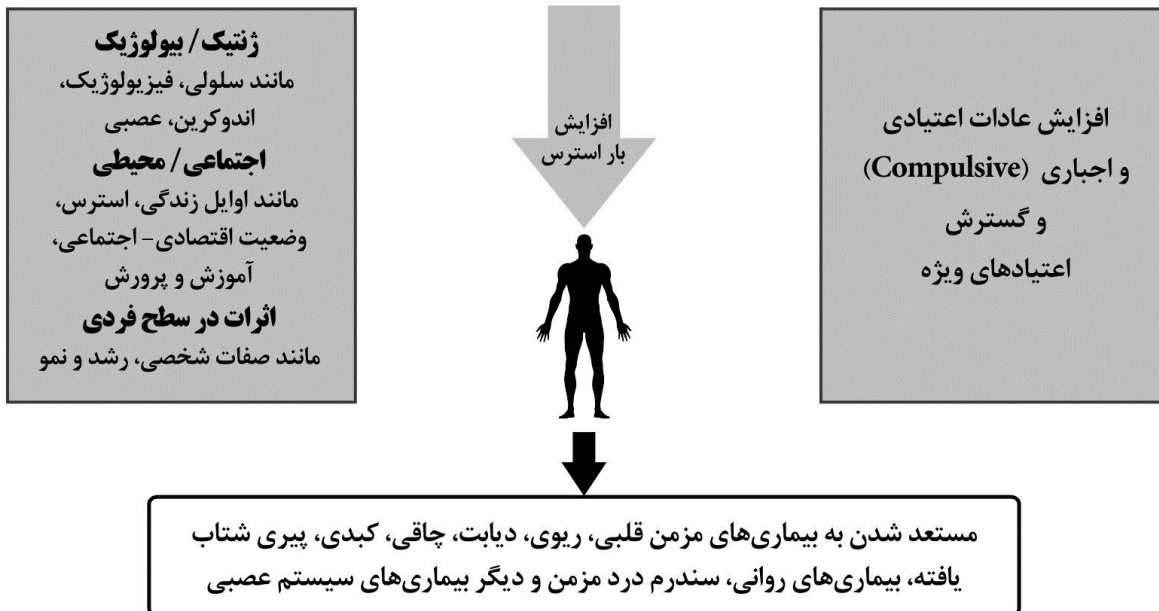 ژنتیک / بیولوژیک
مانند سلولی، فیزیولوژیک،
اندوکرین، عصبی
اجتماعی / محیطی
مانند اوایل زندگی، استرس،
وضعیت اقتصادی- اجتماعی،
آموزش و پرورش
اثرات در سطح فردی
مانند صفات شخصی، رشد و نمو
افزایش
بار استرس
افزایش عادات اعتیادی
و اجباری (Compulsive)
و گسترش
اعتیادهای ویژه
مستعد شدن به بیماری‌های مزمن قلبی، ریوی، دیابت، چاقی، کبدی، پیری شتاب
یافته، بیماری‌های روانی، سندرم درد مزمن و دیگر بیماری‌های سیستم عصبی